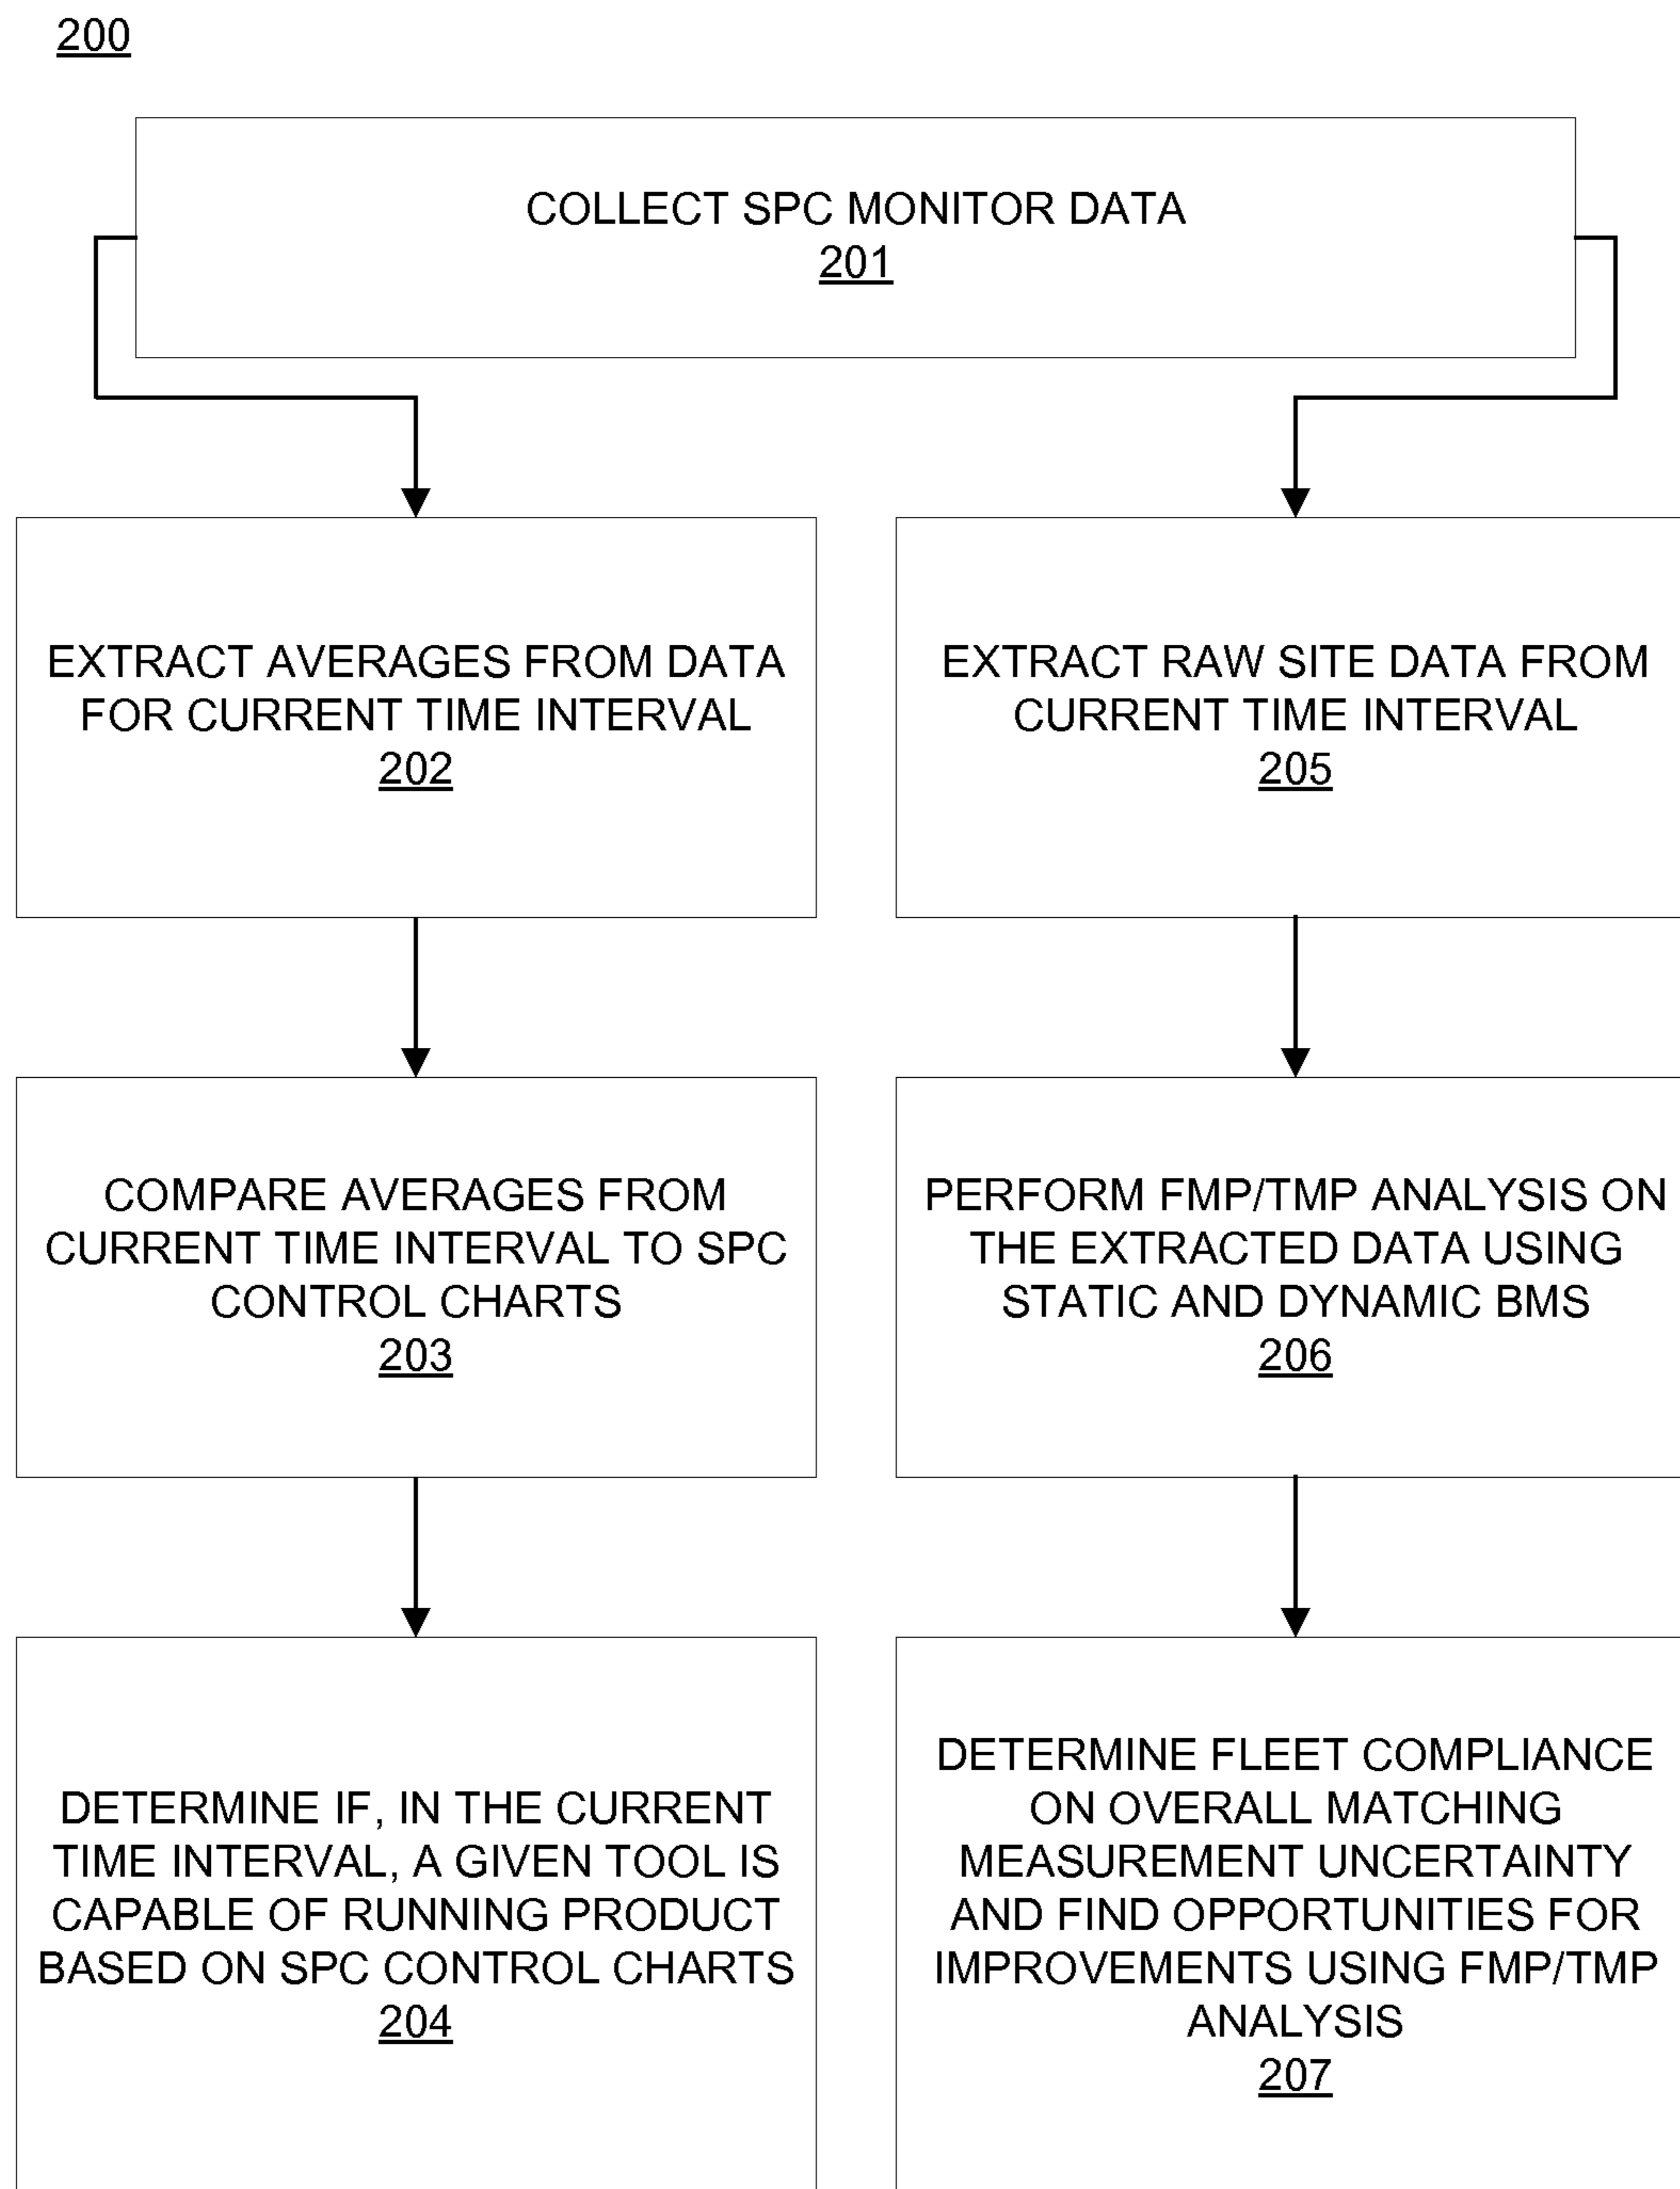 200
COLLECT SPC MONITOR DATA
201
EXTRACT AVERAGES FROM DATA
FOR CURRENT TIME INTERVAL
202
EXTRACT RAW SITE DATA FROM
CURRENT TIME INTERVAL
205
COMPARE AVERAGES FROM
CURRENT TIME INTERVAL TO SPC
CONTROL CHARTS
203
PERFORM FMP/TMP ANALYSIS ON
THE EXTRACTED DATA USING
STATIC AND DYNAMIC BMS
206
DETERMINE IF, IN THE CURRENT
TIME INTERVAL, A GIVEN TOOL IS
CAPABLE OF RUNNING PRODUCT
BASED ON SPC CONTROL CHARTS
204
DETERMINE FLEET COMPLIANCE
ON OVERALL MATCHING
MEASUREMENT UNCERTAINTY
AND FIND OPPORTUNITIES FOR
IMPROVEMENTS USING FMP/TMP
ANALYSIS
207